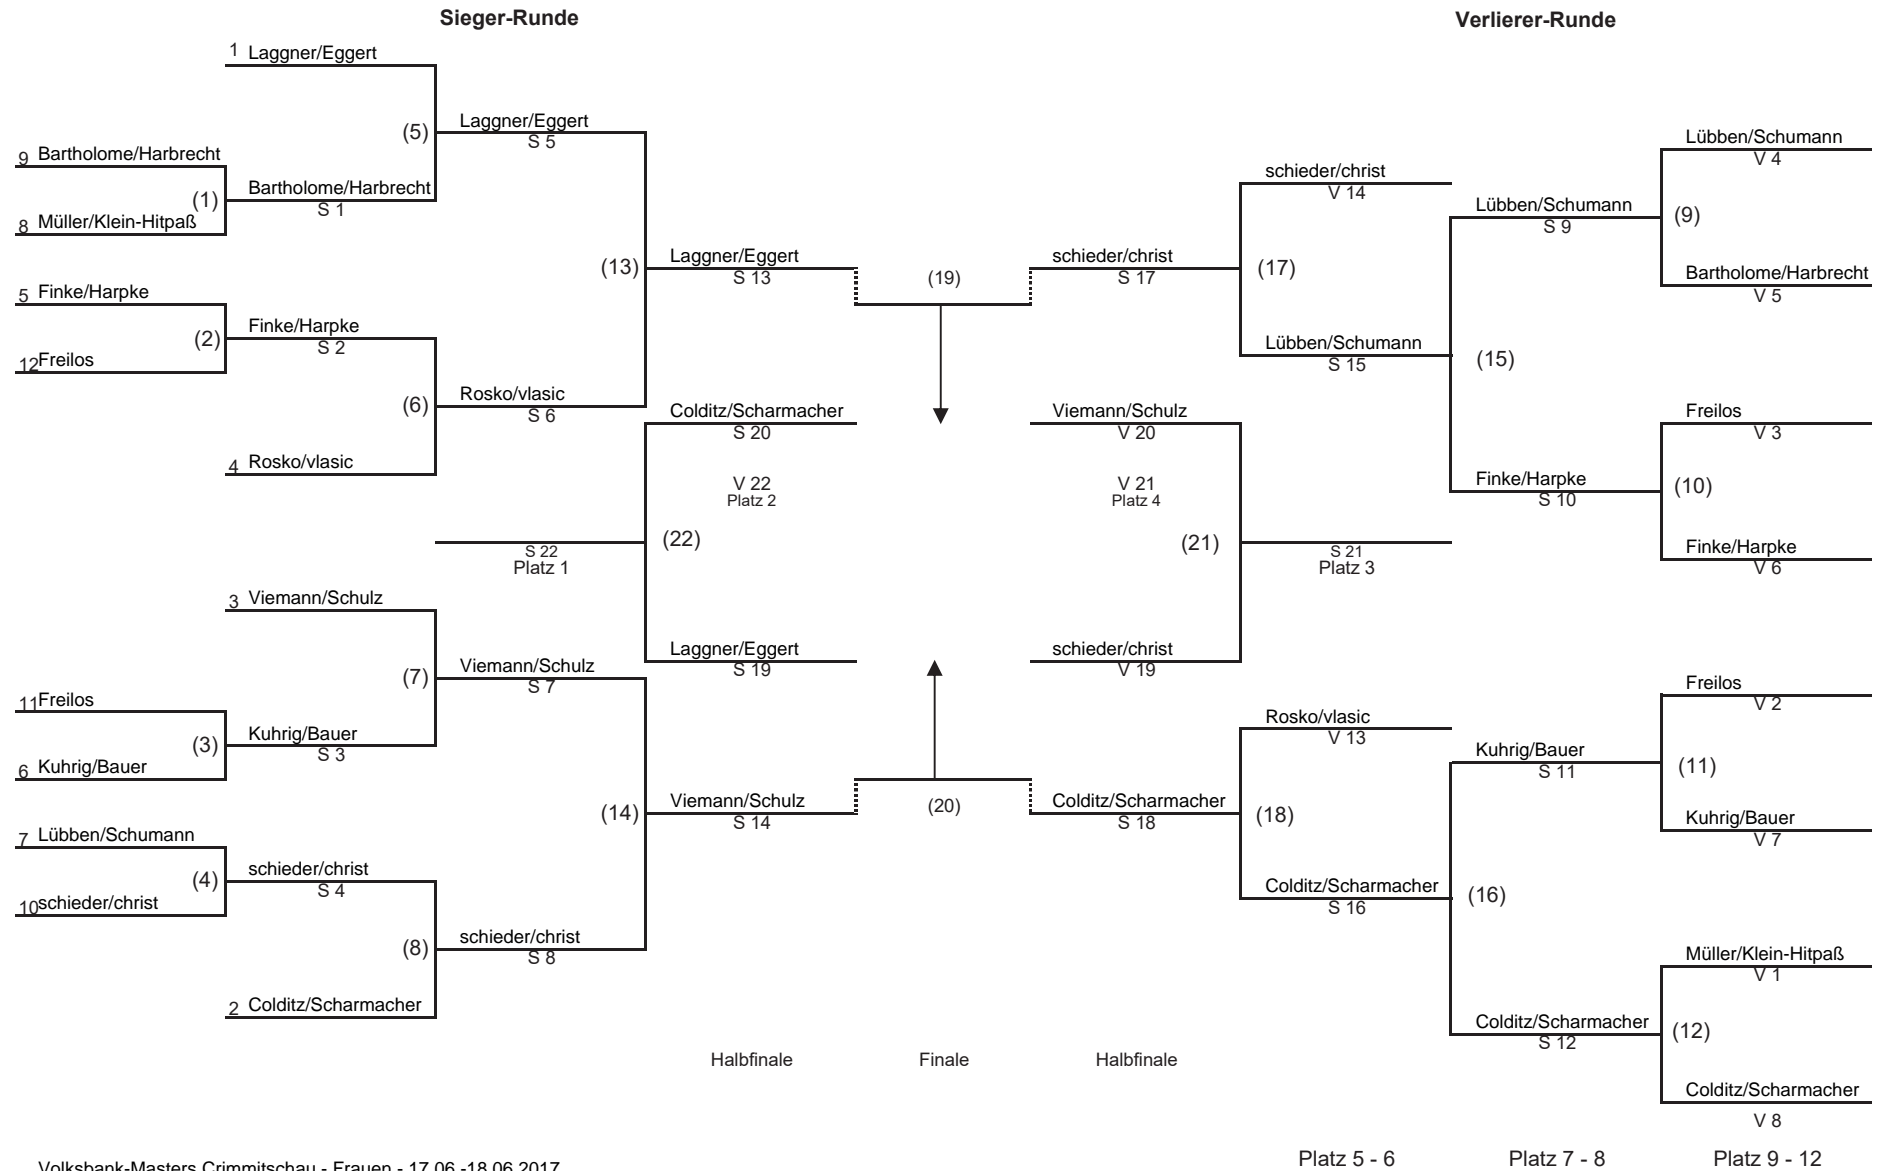 Sieger-Runde
Verlierer-Runde
1 Laggner/Eggert
(5)
Laggner/Eggert
S 5
9 Bartholome/Harbrecht
(1)
Bartholome/Harbrecht
S 1
8 Müller/Klein-Hitpaß
5 Finke/Harpke
(2)
Finke/Harpke
S 2
12 Freilos
(6)
Rosko/vlasic
S 6
4 Rosko/vlasic
(13)
Laggner/Eggert
S 13
(19)
Colditz/Scharmacher
S 20
V 22
Platz 2
(22)
S 22
Platz 1
Laggner/Eggert
S 19
3 Viemann/Schulz
(7)
Viemann/Schulz
S 7
11 Freilos
(3)
Kuhrig/Bauer
S 3
6 Kuhrig/Bauer
7 Lübben/Schumann
(4)
schieder/christ
S 4
10 schieder/christ
(8)
schieder/christ
S 8
2 Colditz/Scharmacher
(14)
Viemann/Schulz
S 14
(20)
schieder/christ
S 17
(17)
schieder/christ
V 14
Lübben/Schumann
S 15
Viemann/Schulz
V 20
V 21
Platz 4
(21)
S 21
Platz 3
schieder/christ
V 19
Rosko/vlasic
V 13
Colditz/Scharmacher
S 18
(18)
Colditz/Scharmacher
S 16
Lübben/Schumann
S 9
(15)
Finke/Harpke
S 10
Kuhrig/Bauer
S 11
(16)
Colditz/Scharmacher
S 12
Lübben/Schumann
V 4
(9)
Bartholome/Harbrecht
V 5
Freilos
V 3
(10)
Finke/Harpke
V 6
Freilos
V 2
(11)
Kuhrig/Bauer
V 7
Müller/Klein-Hitpaß
V 1
(12)
Colditz/Scharmacher
V 8
Halbfinale
Finale
Halbfinale
Platz 5 - 6
Platz 7 - 8
Platz 9 - 12
Volksbank-Masters Crimmitschau - Frauen - 17.06.-18.06.2017